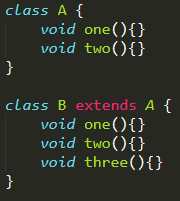 class A {
    void one(){}
    void two(){}
}

class B extends A {
    void one(){}
    void two(){}
    void three(){}
}